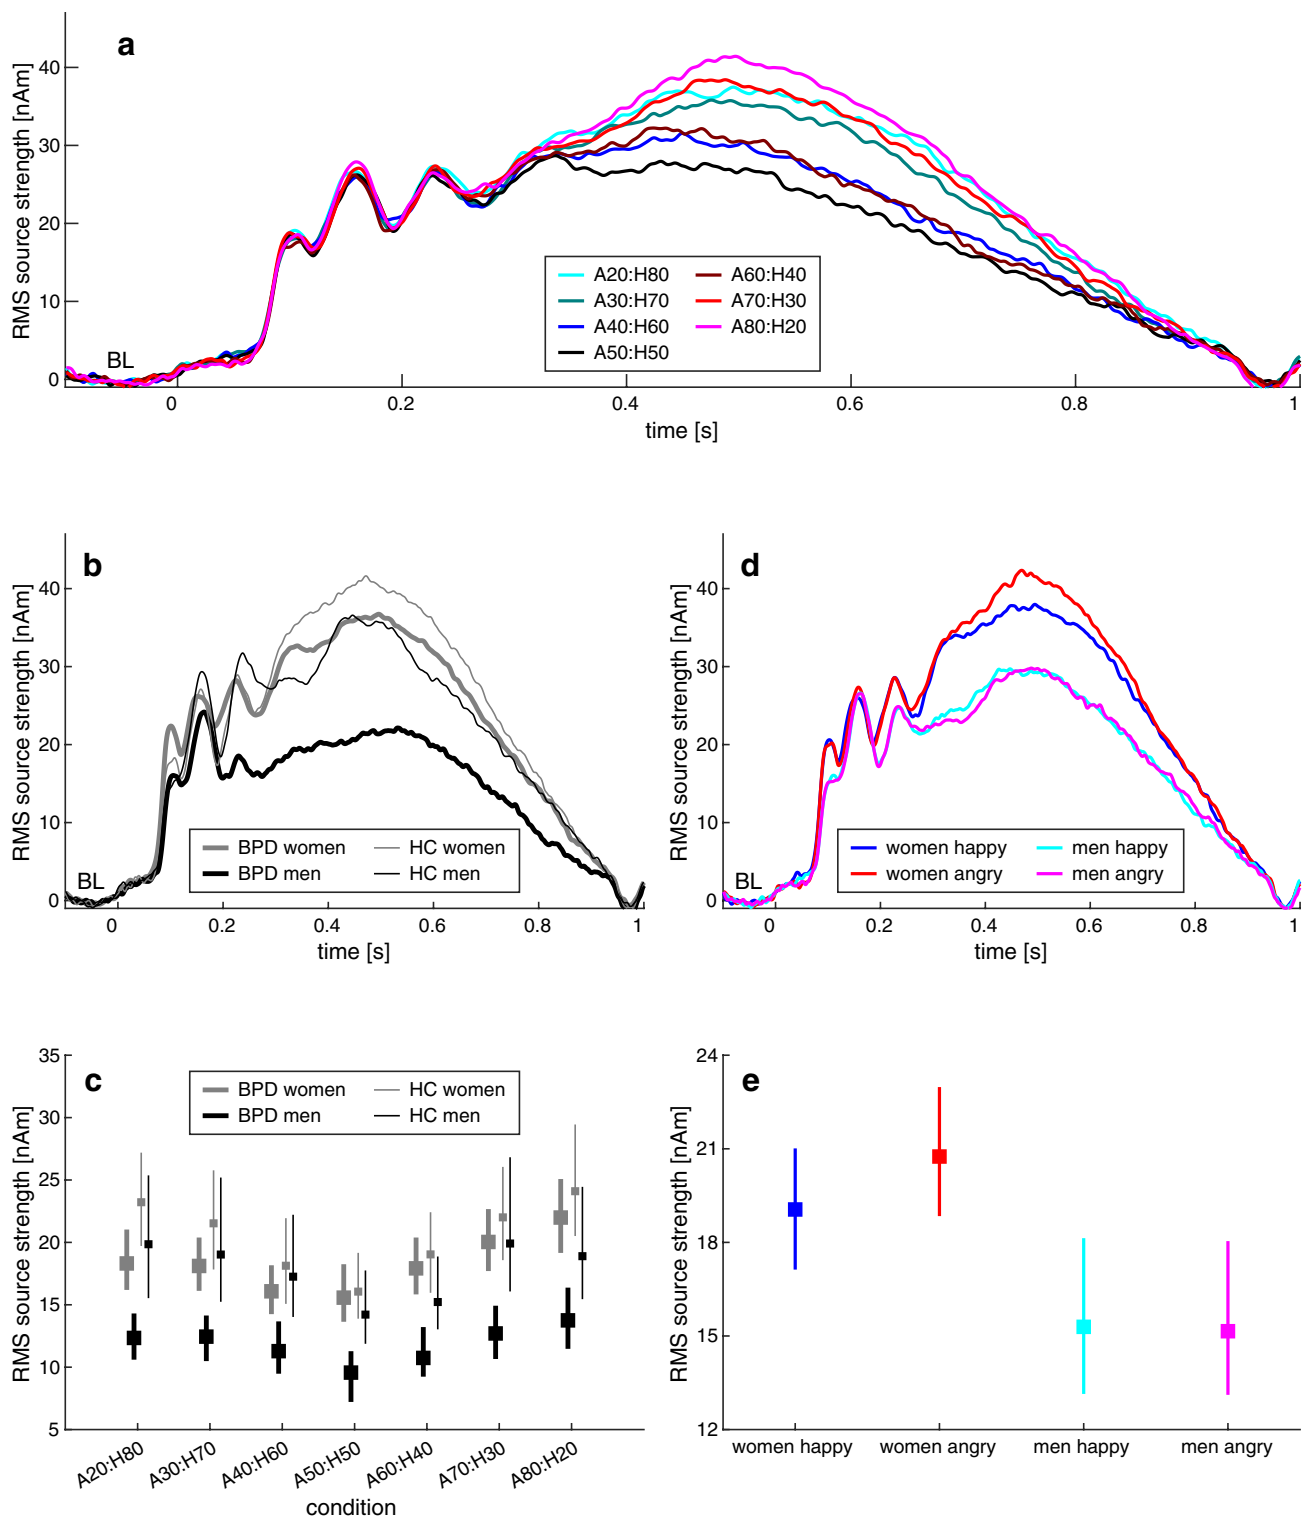 a
RMS source strength [nAm]
40
30
20
10
0
BL
A20:H80 A60:H40
A30:H70 A70:H30
A40:H60 A80:H20
A50:H50
0 0.2 0.4 0.6 0.8 1
time [s]
b
RMS source strength [nAm]
40
30
20
10
0
BL
BPD women HC women
BPD men HC men
0 0.2 0.4 0.6 0.8 1
time [s]
d
RMS source strength [nAm]
40
30
20
10
0
BL
women happy men happy
women angry men angry
0 0.2 0.4 0.6 0.8 1
time [s]
c
RMS source strength [nAm]
35
30
25
20
15
10
5
BPD women HC women
BPD men HC men
A20:H80 A30:H70 A40:H60 A50:H50 A60:H40 A70:H30 A80:H20
condition
e
RMS source strength [nAm]
24
21
18
15
12
women happy women angry men happy men angry